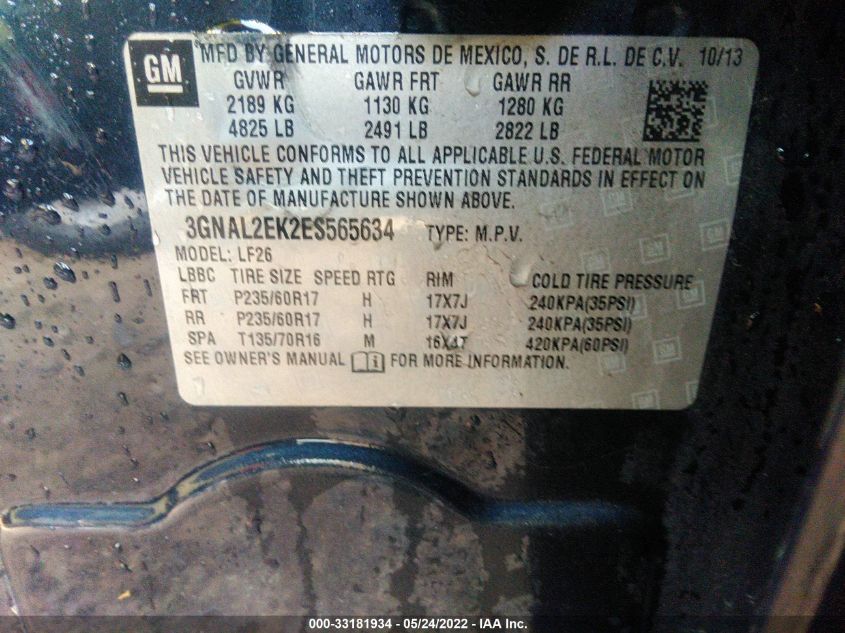 GM
MFD BY GENERAL MOTORS DE MEXICO, S. DE R.L. DE C.V. 10/13
GVWR GAWR FRT GAWR RR
2189 KG 1130 KG 1280 KG
4825 LB 2491 LB 2822 LB
THIS VEHICLE CONFORMS TO ALL APPLICABLE U.S. FEDERAL MOTOR
VEHICLE SAFETY AND THEFT PREVENTION STANDARDS IN EFFECT ON
THE DATE OF MANUFACTURE SHOWN ABOVE.
3GNAL2EK2ES565634 TYPE: M.P.V.
MODEL: LF26
LBBC TIRE SIZE SPEED RTG RIM COLD TIRE PRESSURE
FRT P235/60R17 H 17X7J 240KPA(35PSI)
RR P235/60R17 H 17X7J 240KPA(35PSI)
SPA T135/70R16 M 16X4T 420KPA(60PSI)
SEE OWNER'S MANUAL FOR MORE INFORMATION.
000-33181934 - 05/24/2022 - IAA Inc.